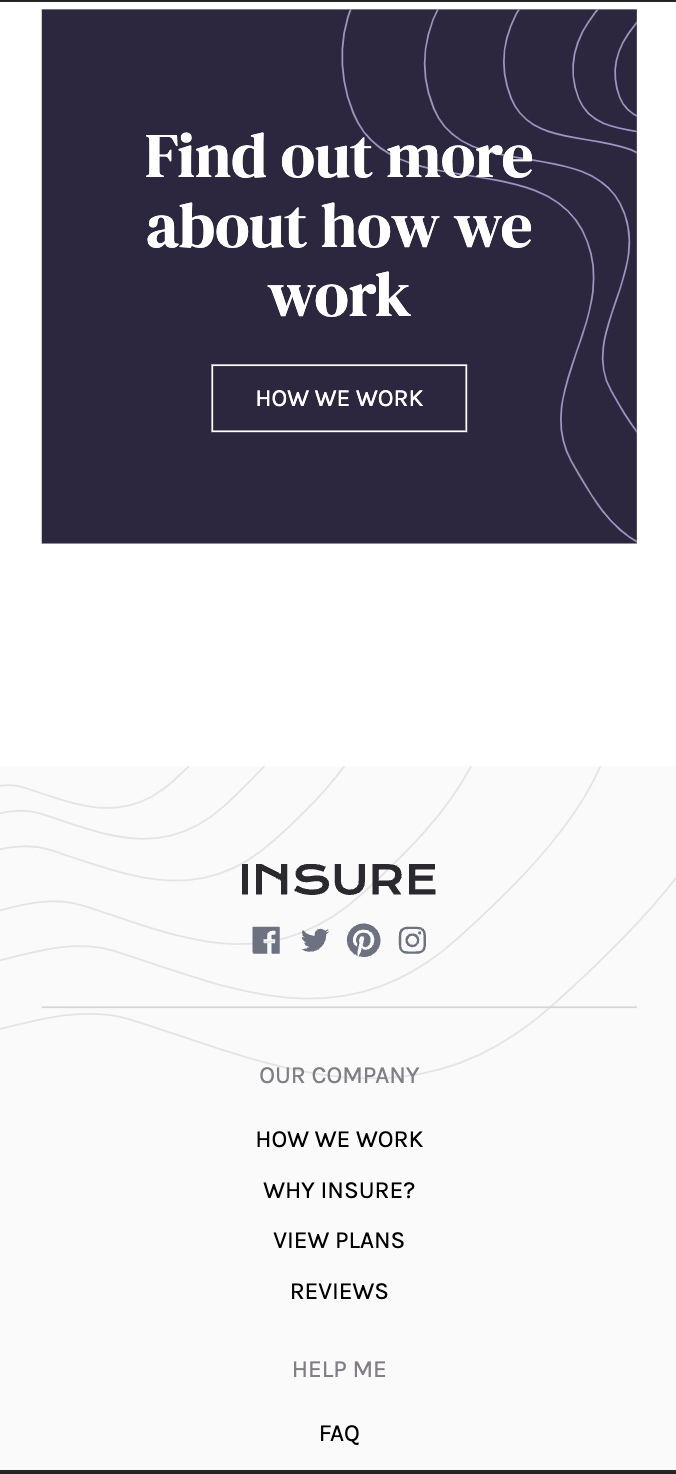 Find out more
about how we
work
HOW WE WORK
INSURE
OUR COMPANY
HOW WE WORK
WHY INSURE?
VIEW PLANS
REVIEWS
HELP ME
FAQ